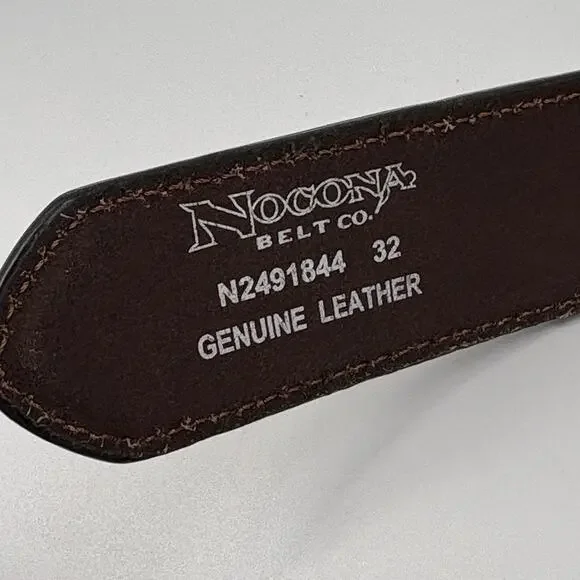 NOCONA
BELT CO.
N2491844 32
GENUINE LEATHER